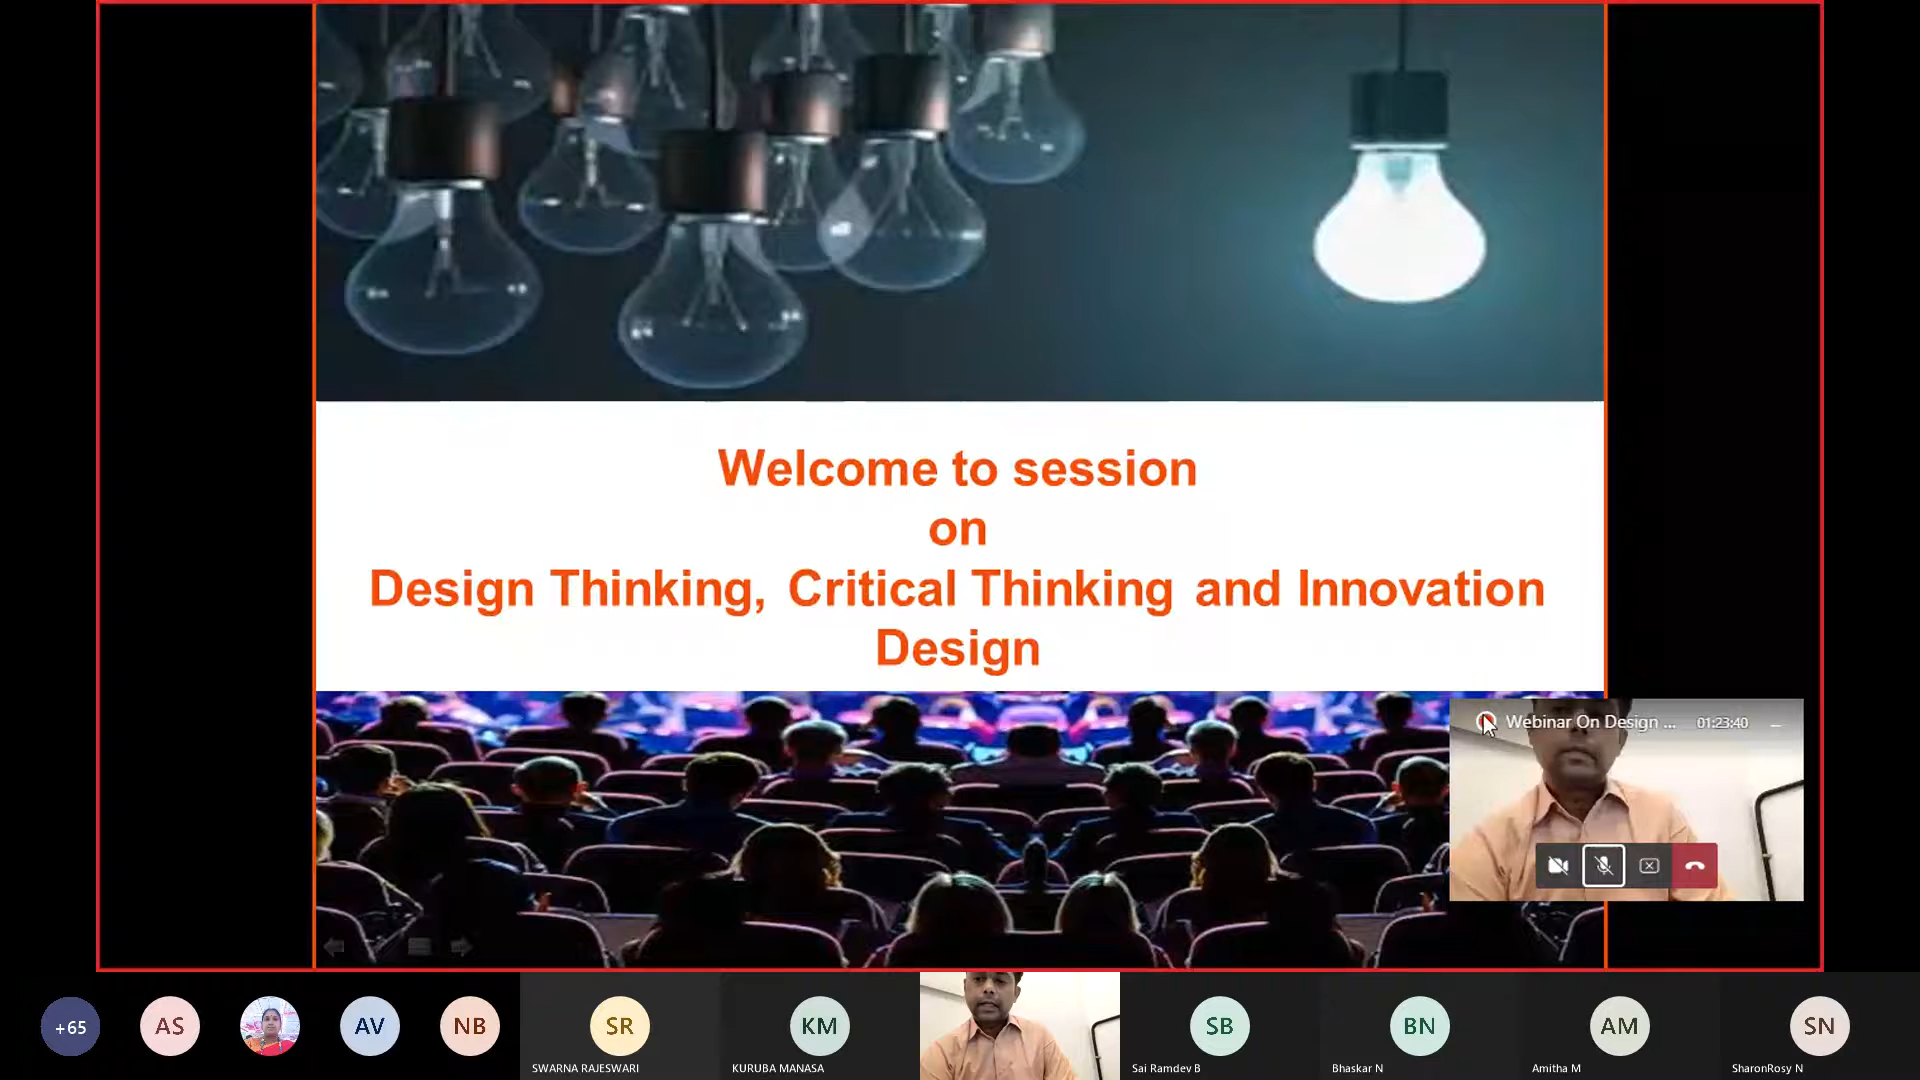 Welcome to session
on
Design Thinking, Critical Thinking and Innovation
Design
Webinar On Design ... 01:23:40
+65
AS
AV
NB
SR
SWARNA RAJESWARI
KM
KURUBA MANASA
SB
Sai Ramdev B
BN
Bhaskar N
AM
Amitha M
SN
SharonRosy N